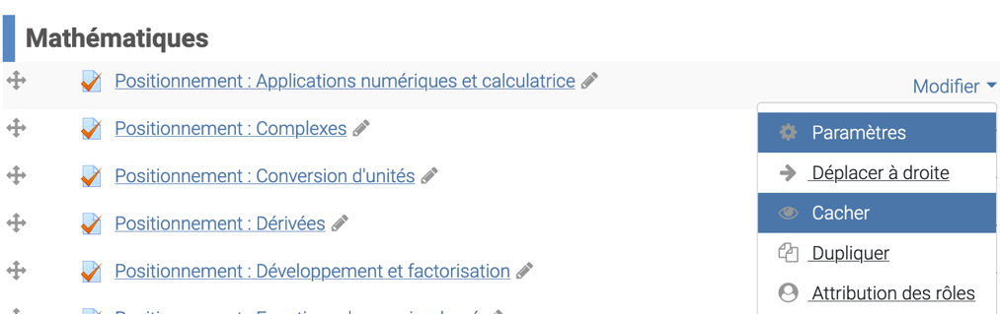 Mathématiques
Positionnement : Applications numériques et calculatrice
Modifier
Positionnement : Complexes
Paramètres
Positionnement : Conversion d'unités
Déplacer à droite
Positionnement : Dérivées
Cacher
Dupliquer
Positionnement : Développement et factorisation
Attribution des rôles